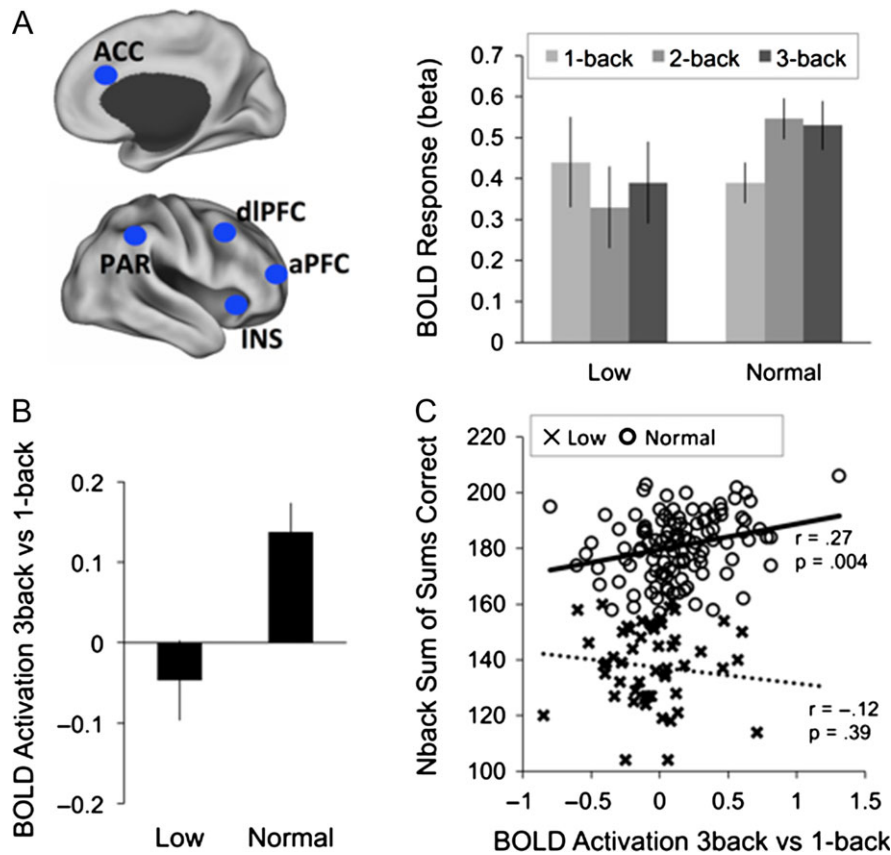 A
ACC
dlPFC
PAR
aPFC
INS
BOLD Response (beta)
0.7
0.6
0.5
0.4
0.3
0.2
0.1
0
1-back 2-back 3-back
Low Normal
B
BOLD Activation 3back vs 1-back
0.2
0.1
0
−0.1
−0.2
Low Normal
C
Nback Sum of Sums Correct
220
200
180
160
140
120
100
Low Normal
r = .27
p = .004
r = −.12
p = .39
−1 −0.5 0 0.5 1 1.5
BOLD Activation 3back vs 1-back